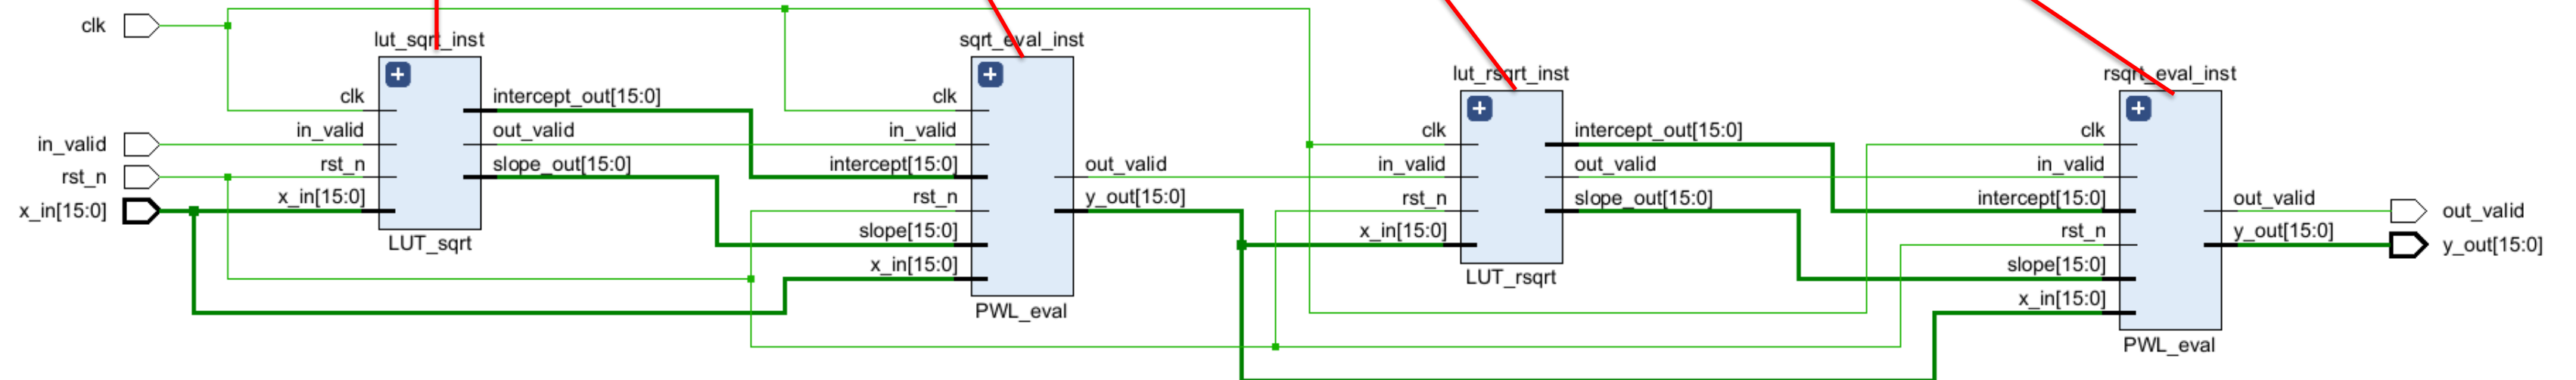 clk
in_valid
rst_n
x_in[15:0]
lut_sqrt_inst
clk
in_valid
rst_n
x_in[15:0]
intercept_out[15:0]
out_valid
slope_out[15:0]
LUT_sqrt
sqrt_eval_inst
clk
in_valid
intercept[15:0]
rst_n
slope[15:0]
x_in[15:0]
out_valid
y_out[15:0]
PWL_eval
lut_rsqrt_inst
clk
in_valid
rst_n
x_in[15:0]
intercept_out[15:0]
out_valid
slope_out[15:0]
LUT_rsqrt
rsqrt_eval_inst
clk
in_valid
intercept[15:0]
rst_n
slope[15:0]
x_in[15:0]
out_valid
y_out[15:0]
PWL_eval
out_valid
y_out[15:0]